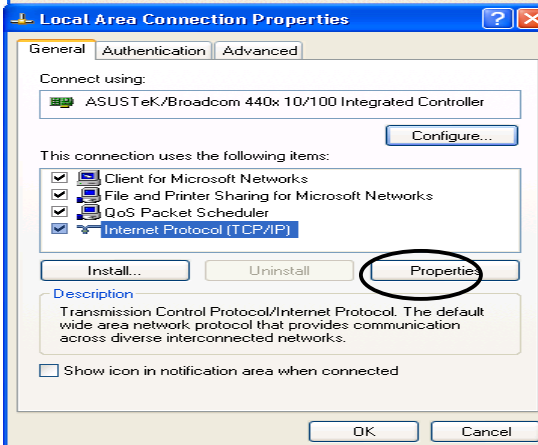 Local Area Connection Properties
General Authentication Advanced
Connect using:
ASUSTeK/Broadcom 440x 10/100 Integrated Controller
Configure...
This connection uses the following items:
Client for Microsoft Networks
File and Printer Sharing for Microsoft Networks
QoS Packet Scheduler
Internet Protocol (TCP/IP)
Install... Uninstall Properties
Description
Transmission Control Protocol/Internet Protocol. The default
wide area network protocol that provides communication
across diverse interconnected networks.
Show icon in notification area when connected
OK Cancel